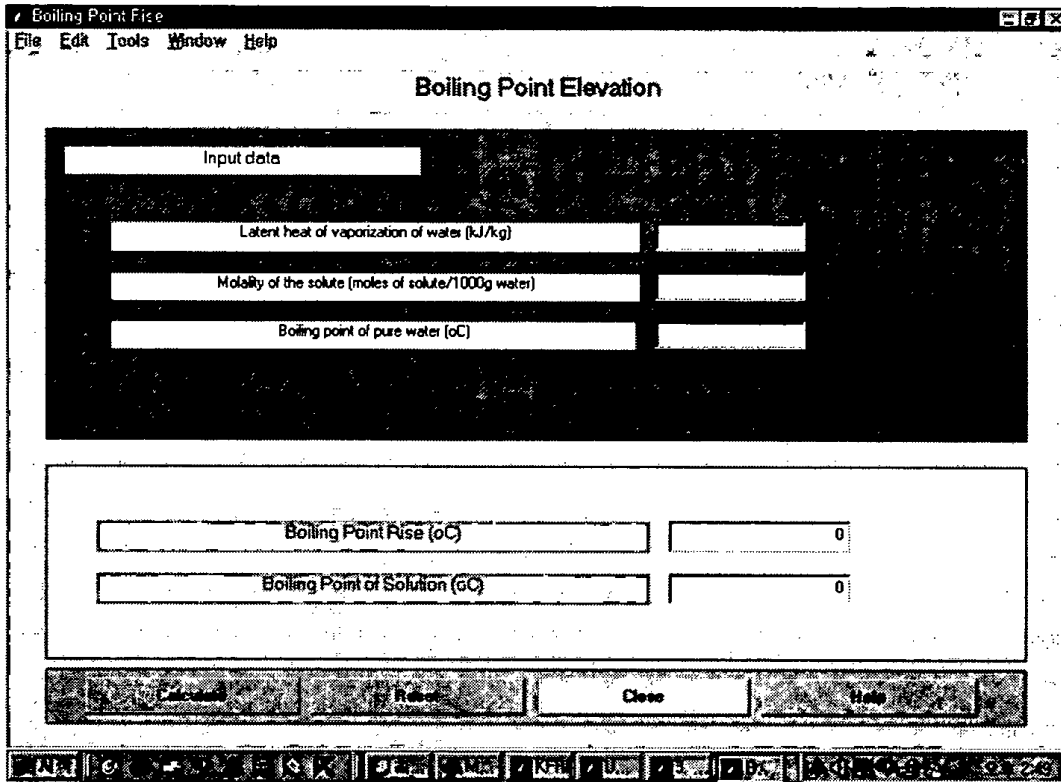 Boiling Point Rise
File Edit Tools Window Help
Boiling Point Elevation
Input data
Latent heat of vaporization of water (kJ/kg)
Molality of the solute (moles of solute/1000g water)
Boiling point of pure water (oC)
Boiling Point Rise (oC) 0
Boiling Point of Solution (oC) 0
Calculate Reset Close Help